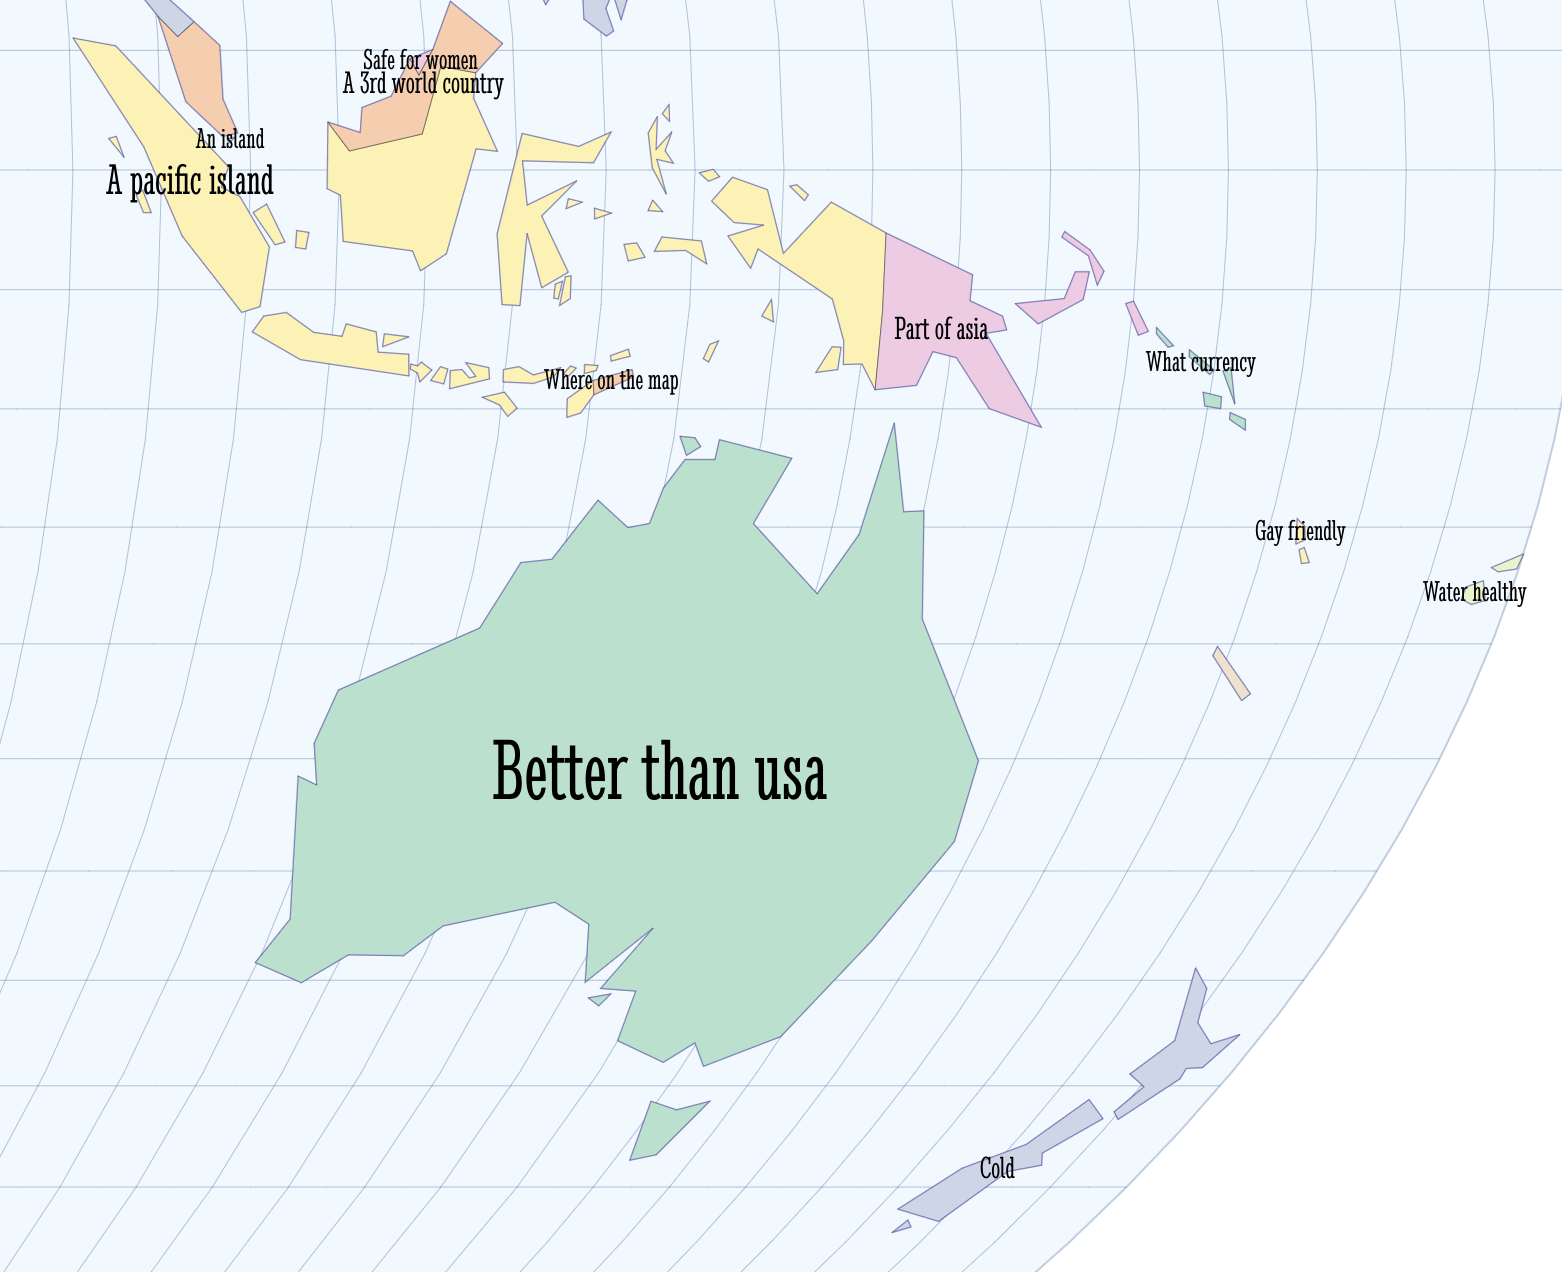 Safe for women
A 3rd world country
An island
A pacific island
Part of asia
What currency
Where on the map
Gay friendly
Water healthy
Better than usa
Cold